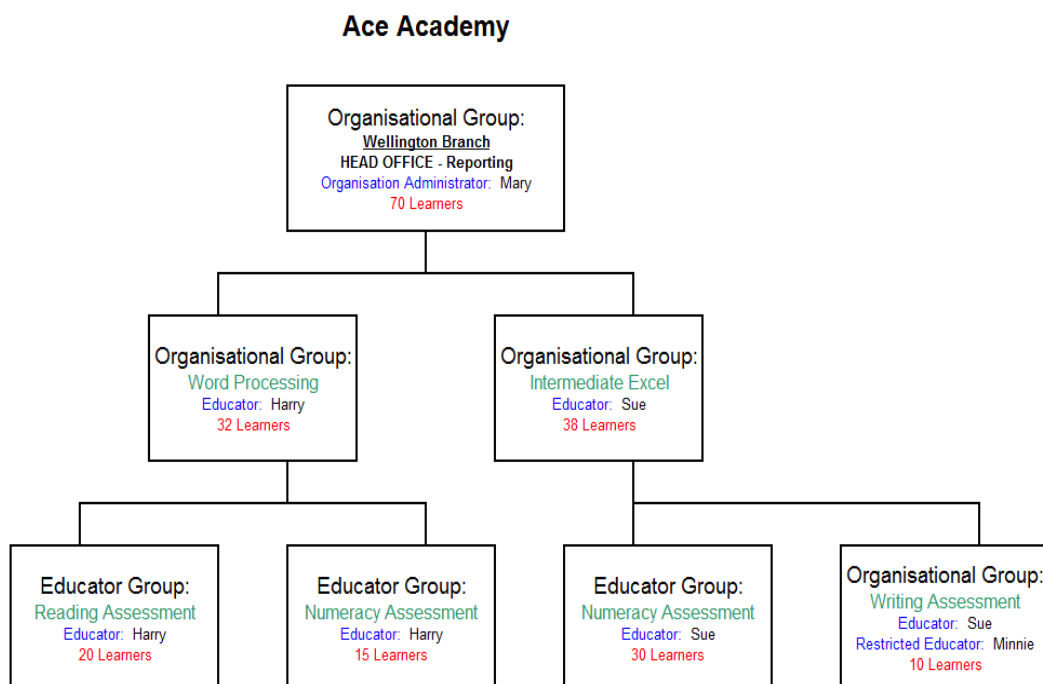 Ace Academy
Organisational Group:
Wellington Branch
HEAD OFFICE - Reporting
Organisation Administrator: Mary
70 Learners
Organisational Group:
Word Processing
Educator: Harry
32 Learners
Organisational Group:
Intermediate Excel
Educator: Sue
38 Learners
Educator Group:
Reading Assessment
Educator: Harry
20 Learners
Educator Group:
Numeracy Assessment
Educator: Harry
15 Learners
Educator Group:
Numeracy Assessment
Educator: Sue
30 Learners
Organisational Group:
Writing Assessment
Educator: Sue
Restricted Educator: Minnie
10 Learners